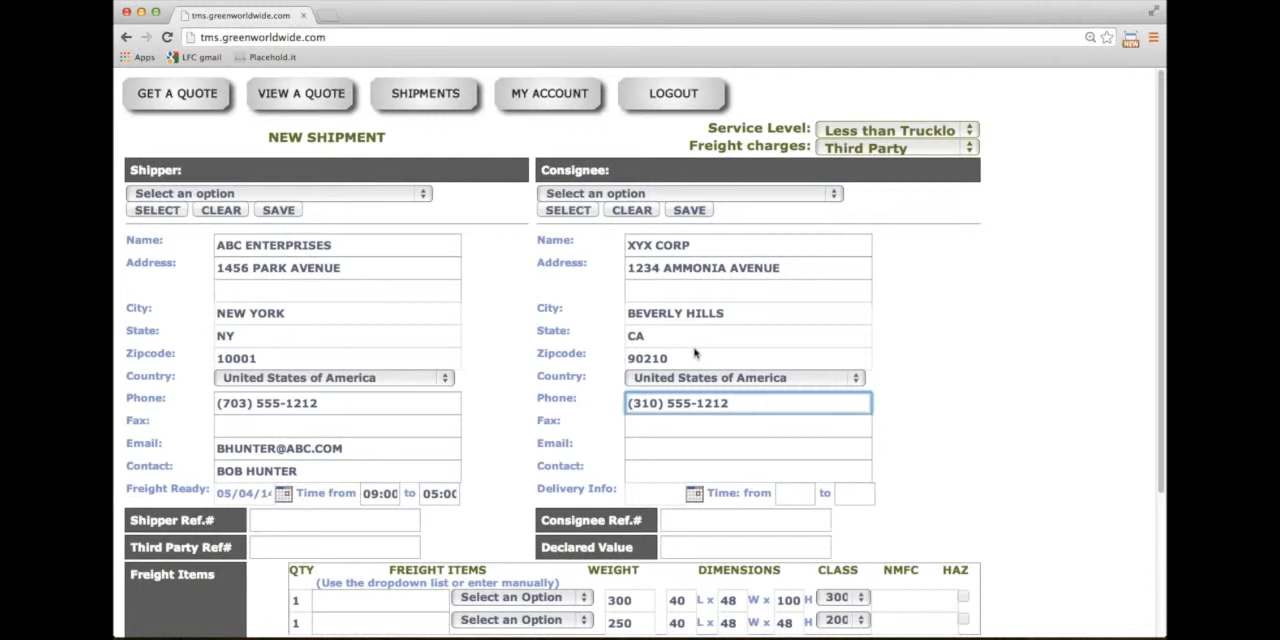 tms.greenworldwide.com
tms.greenworldwide.com
NEW
Apps LFC gmail Placehold.it
GET A QUOTE VIEW A QUOTE SHIPMENTS MY ACCOUNT LOGOUT
NEW SHIPMENT
Service Level: Less than Trucklo
Freight charges: Third Party
Shipper:
Select an option
SELECT CLEAR SAVE
Name: ABC ENTERPRISES
Address: 1456 PARK AVENUE
City: NEW YORK
State: NY
Zipcode: 10001
Country: United States of America
Phone: (703) 555-1212
Fax:
Email: BHUNTER@ABC.COM
Contact: BOB HUNTER
Freight Ready: 05/04/14 Time from 09:00 to 05:00
Shipper Ref.#
Third Party Ref#
Consignee:
Select an option
SELECT CLEAR SAVE
Name: XYX CORP
Address: 1234 AMMONIA AVENUE
City: BEVERLY HILLS
State: CA
Zipcode: 90210
Country: United States of America
Phone: (310) 555-1212
Fax:
Email:
Contact:
Delivery Info: Time: from to
Consignee Ref.#
Declared Value
Freight Items
QTY FREIGHT ITEMS WEIGHT DIMENSIONS CLASS NMFC HAZ
(Use the dropdown list or enter manually)
1 Select an Option 300 40 L x 48 W x 100 H 300
1 Select an Option 250 40 L x 48 W x 48 H 200